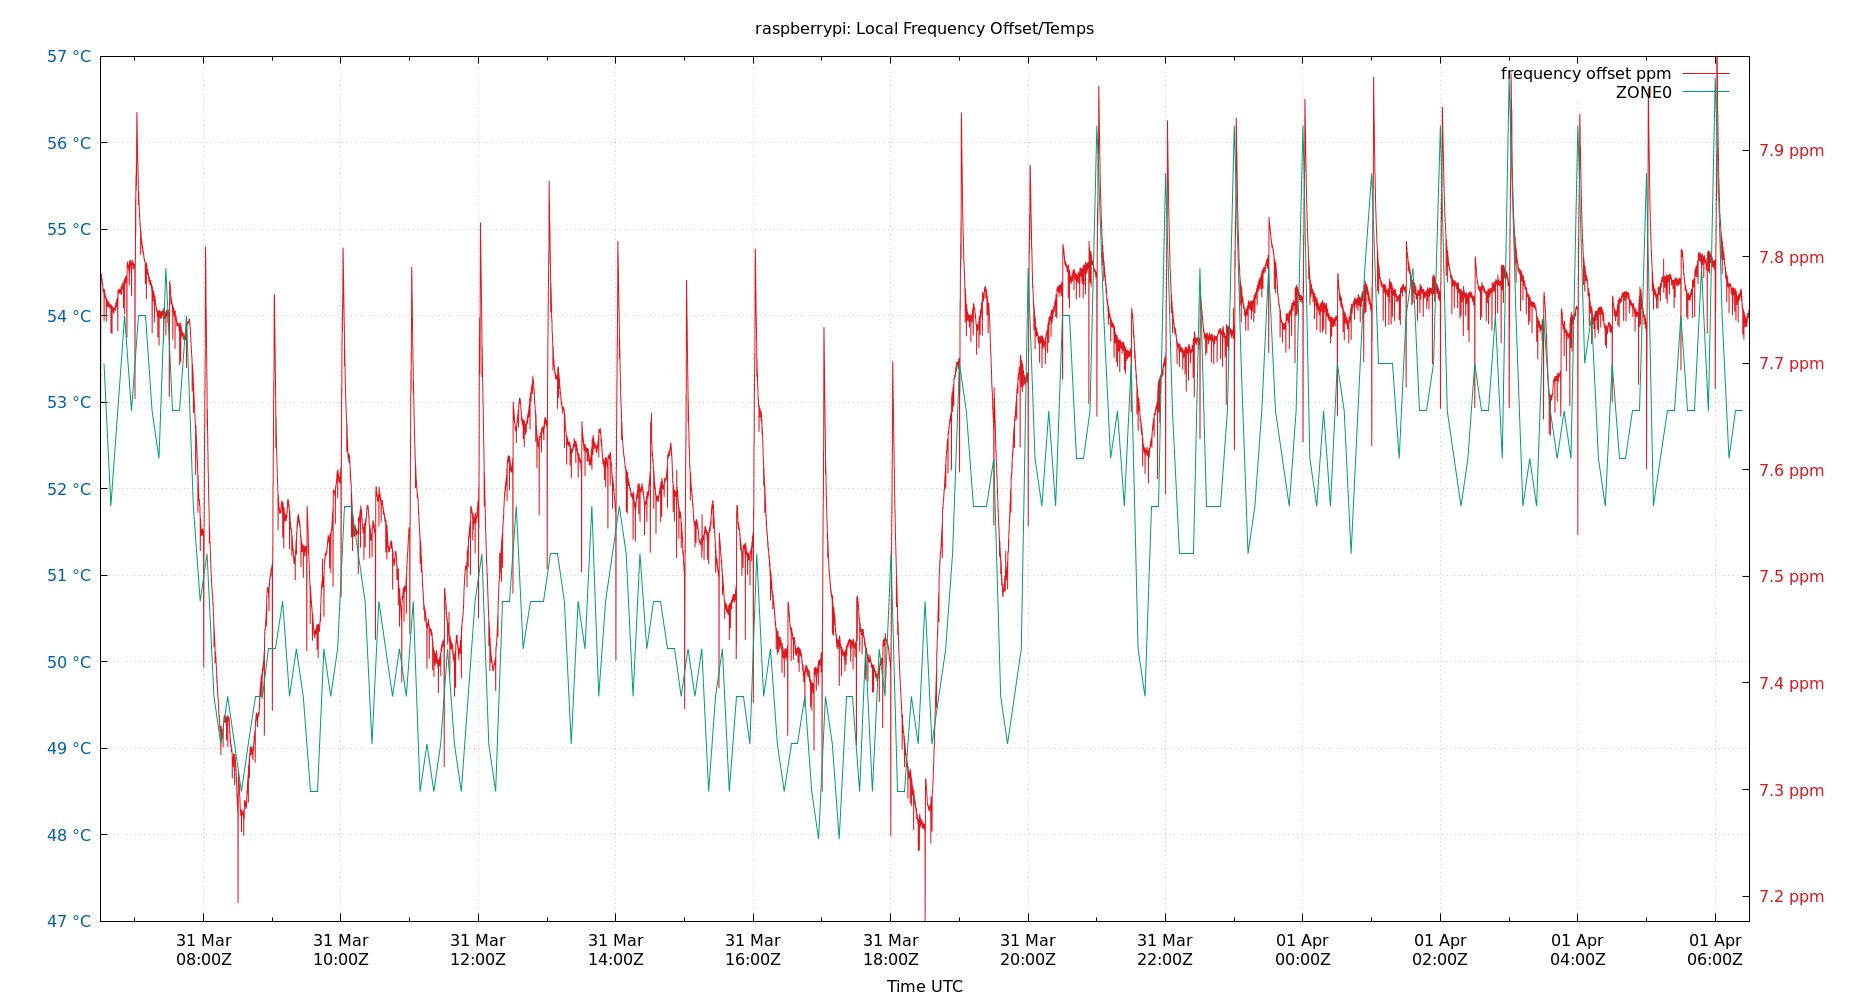 raspberrypi: Local Frequency Offset/Temps
57 °C
56 °C
55 °C
54 °C
53 °C
52 °C
51 °C
50 °C
49 °C
48 °C
47 °C
frequency offset ppm
ZONE0
7.9 ppm
7.8 ppm
7.7 ppm
7.6 ppm
7.5 ppm
7.4 ppm
7.3 ppm
7.2 ppm
31 Mar 31 Mar 31 Mar 31 Mar 31 Mar 31 Mar 31 Mar 31 Mar 01 Apr 01 Apr 01 Apr 01 Apr
08:00Z 10:00Z 12:00Z 14:00Z 16:00Z 18:00Z 20:00Z 22:00Z 00:00Z 02:00Z 04:00Z 06:00Z
Time UTC